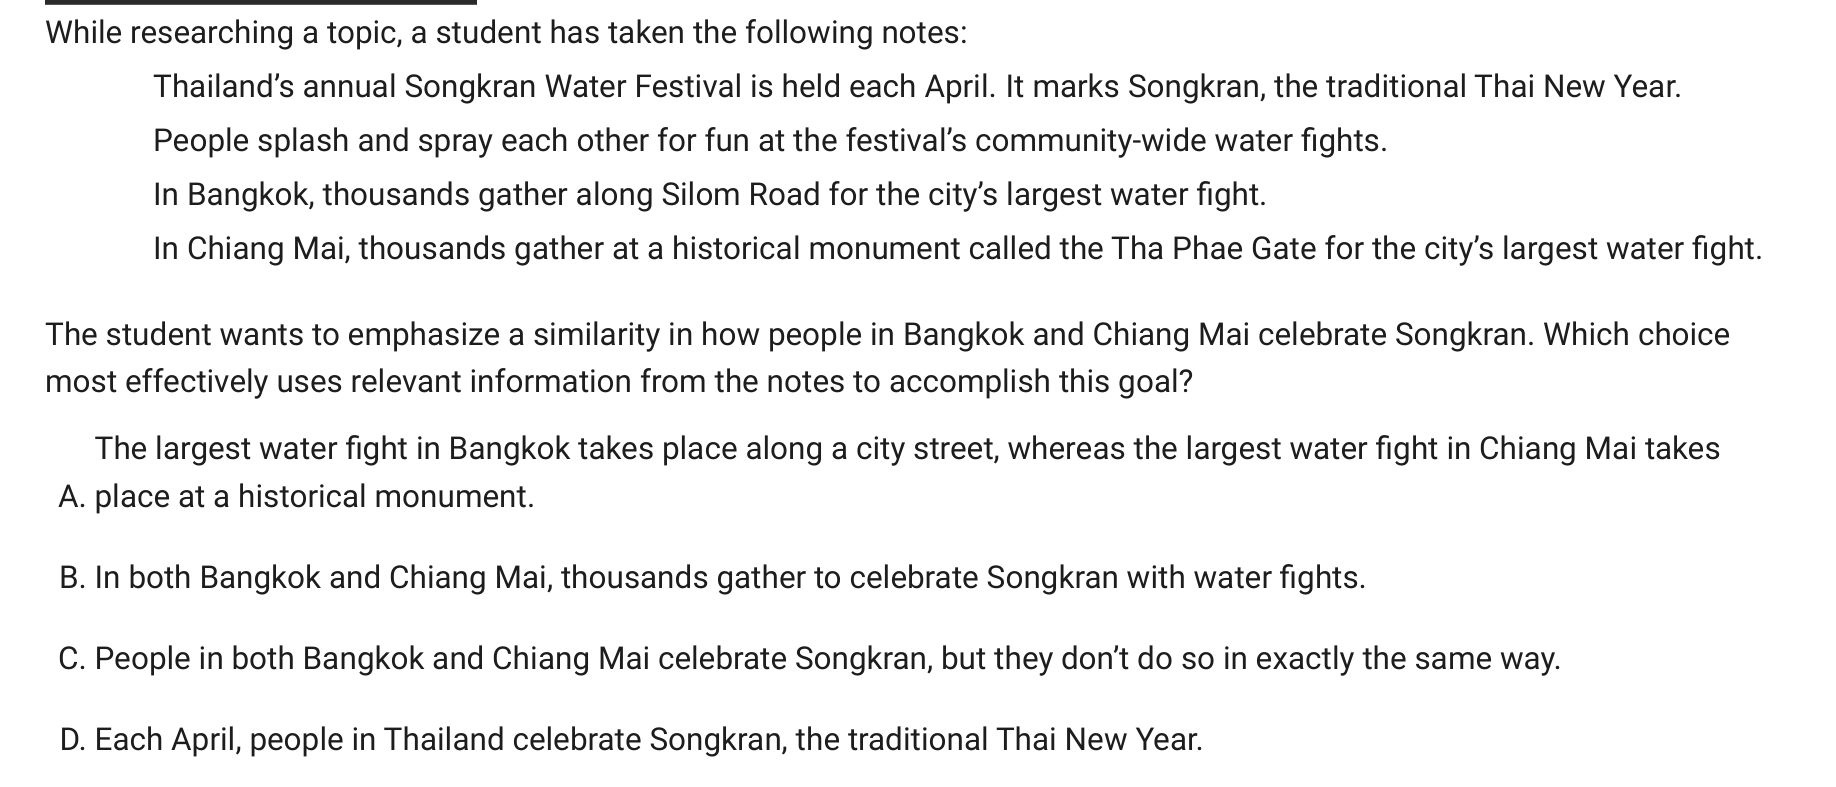 While researching a topic, a student has taken the following notes:
Thailand’s annual Songkran Water Festival is held each April. It marks Songkran, the traditional Thai New Year.
People splash and spray each other for fun at the festival’s community-wide water fights.
In Bangkok, thousands gather along Silom Road for the city’s largest water fight.
In Chiang Mai, thousands gather at a historical monument called the Tha Phae Gate for the city’s largest water fight.
The student wants to emphasize a similarity in how people in Bangkok and Chiang Mai celebrate Songkran. Which choice
most effectively uses relevant information from the notes to accomplish this goal?
The largest water fight in Bangkok takes place along a city street, whereas the largest water fight in Chiang Mai takes
A. place at a historical monument.
B. In both Bangkok and Chiang Mai, thousands gather to celebrate Songkran with water fights.
C. People in both Bangkok and Chiang Mai celebrate Songkran, but they don’t do so in exactly the same way.
D. Each April, people in Thailand celebrate Songkran, the traditional Thai New Year.